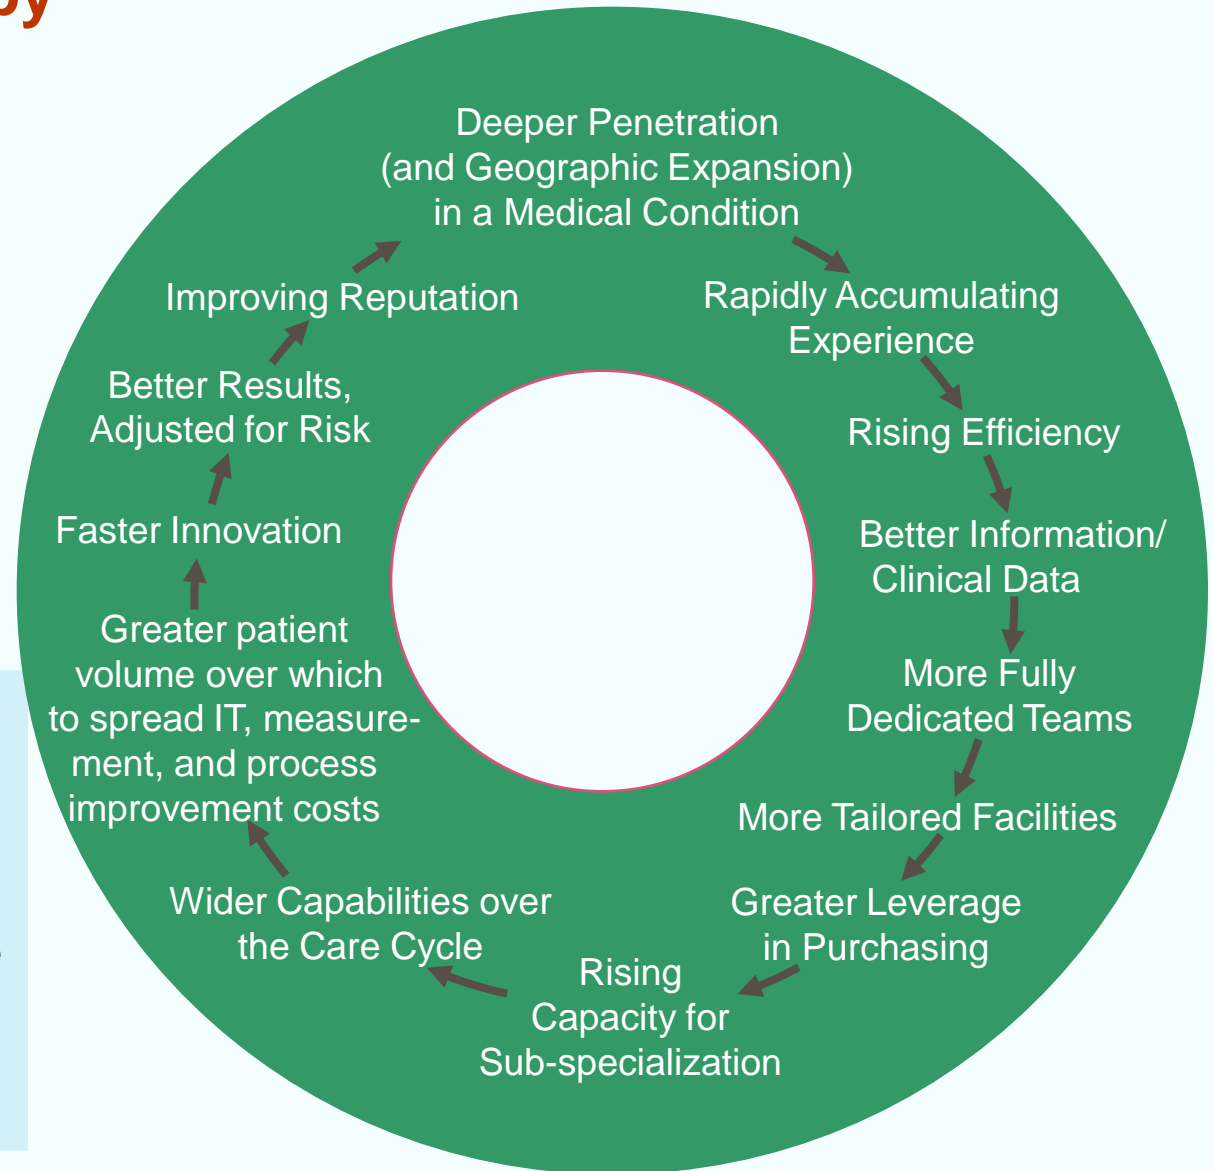 Deeper Penetration
(and Geographic Expansion)
in a Medical Condition
Rapidly Accumulating
Experience
Rising Efficiency
Better Information/
Clinical Data
More Fully
Dedicated Teams
More Tailored Facilities
Greater Leverage
in Purchasing
Rising
Capacity for
Sub-specialization
Wider Capabilities over
the Care Cycle
Greater patient
volume over which
to spread IT, measure-
ment, and process
improvement costs
Faster Innovation
Better Results,
Adjusted for Risk
Improving Reputation